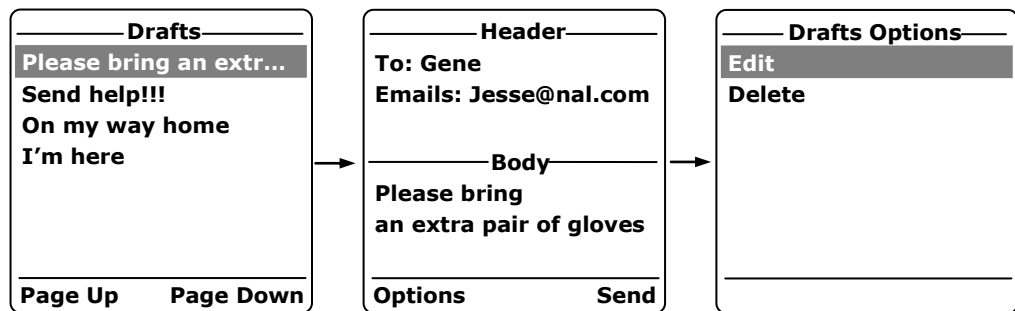 Drafts
Please bring an extr...
Send help!!!
On my way home
I'm here
Page Up Page Down
Header
To: Gene
Emails: Jesse@nal.com
Body
Please bring
an extra pair of gloves
Options Send
Drafts Options
Edit
Delete